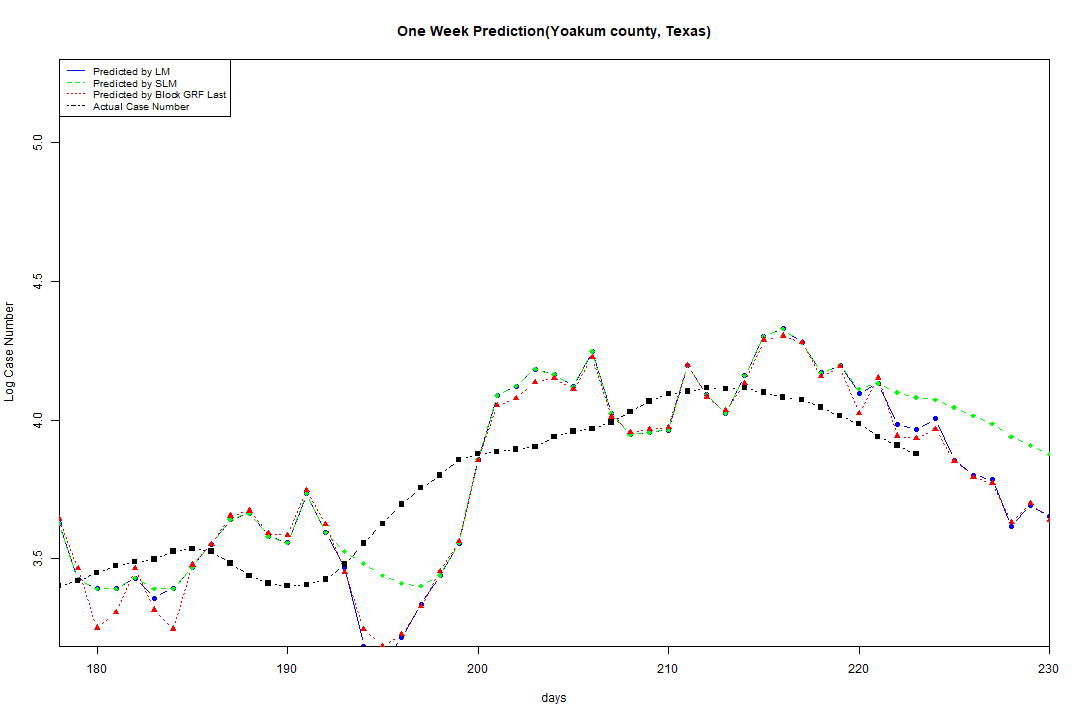 One Week Prediction(Yoakum county, Texas)
Predicted by LM
Predicted by SLM
Predicted by Block GRF Last
Actual Case Number
5.0
4.5
4.0
3.5
Log Case Number
180 190 200 210 220 230
days